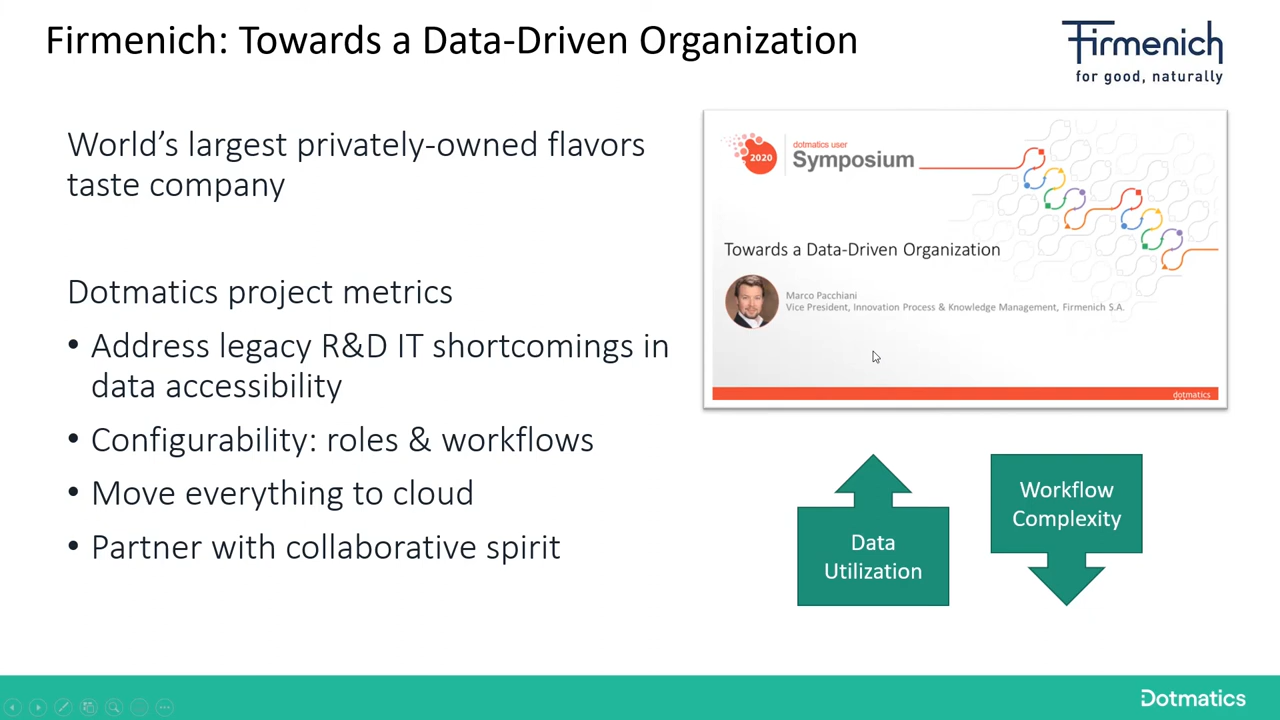 Firmenich: Towards a Data-Driven Organization
Firmenich
for good, naturally
World's largest privately-owned flavors
taste company
Dotmatics project metrics
• Address legacy R&D IT shortcomings in
data accessibility
• Configurability: roles & workflows
• Move everything to cloud
• Partner with collaborative spirit
2020
dotmatics user
Symposium
Towards a Data-Driven Organization
Marco Pacchiani
Vice President, Innovation Process & Knowledge Management, Firmenich S.A.
dotmatics
Data
Utilization
Workflow
Complexity
Dotmatics